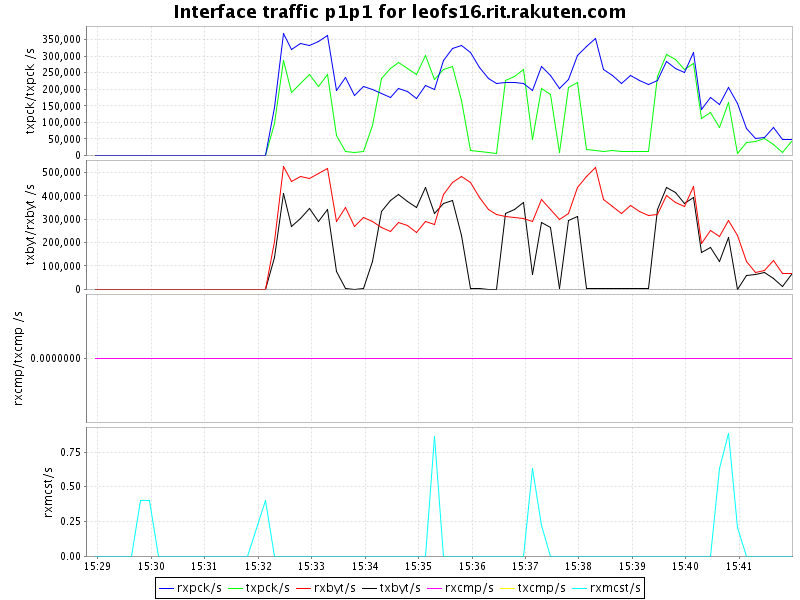 Interface traffic p1p1 for leofs16.rit.rakuten.com
txpck/txpck /s
350,000
300,000
250,000
200,000
150,000
100,000
50,000
0
txbyt/rxbyt /s
500,000
400,000
300,000
200,000
100,000
0
rxcmp/txcmp /s
0.0000000
rxmcst/s
0.75
0.50
0.25
0.00
15:29 15:30 15:31 15:32 15:33 15:34 15:35 15:36 15:37 15:38 15:39 15:40 15:41
rxpck/s txpck/s rxbyt/s txbyt/s rxcmp/s txcmp/s rxmcst/s